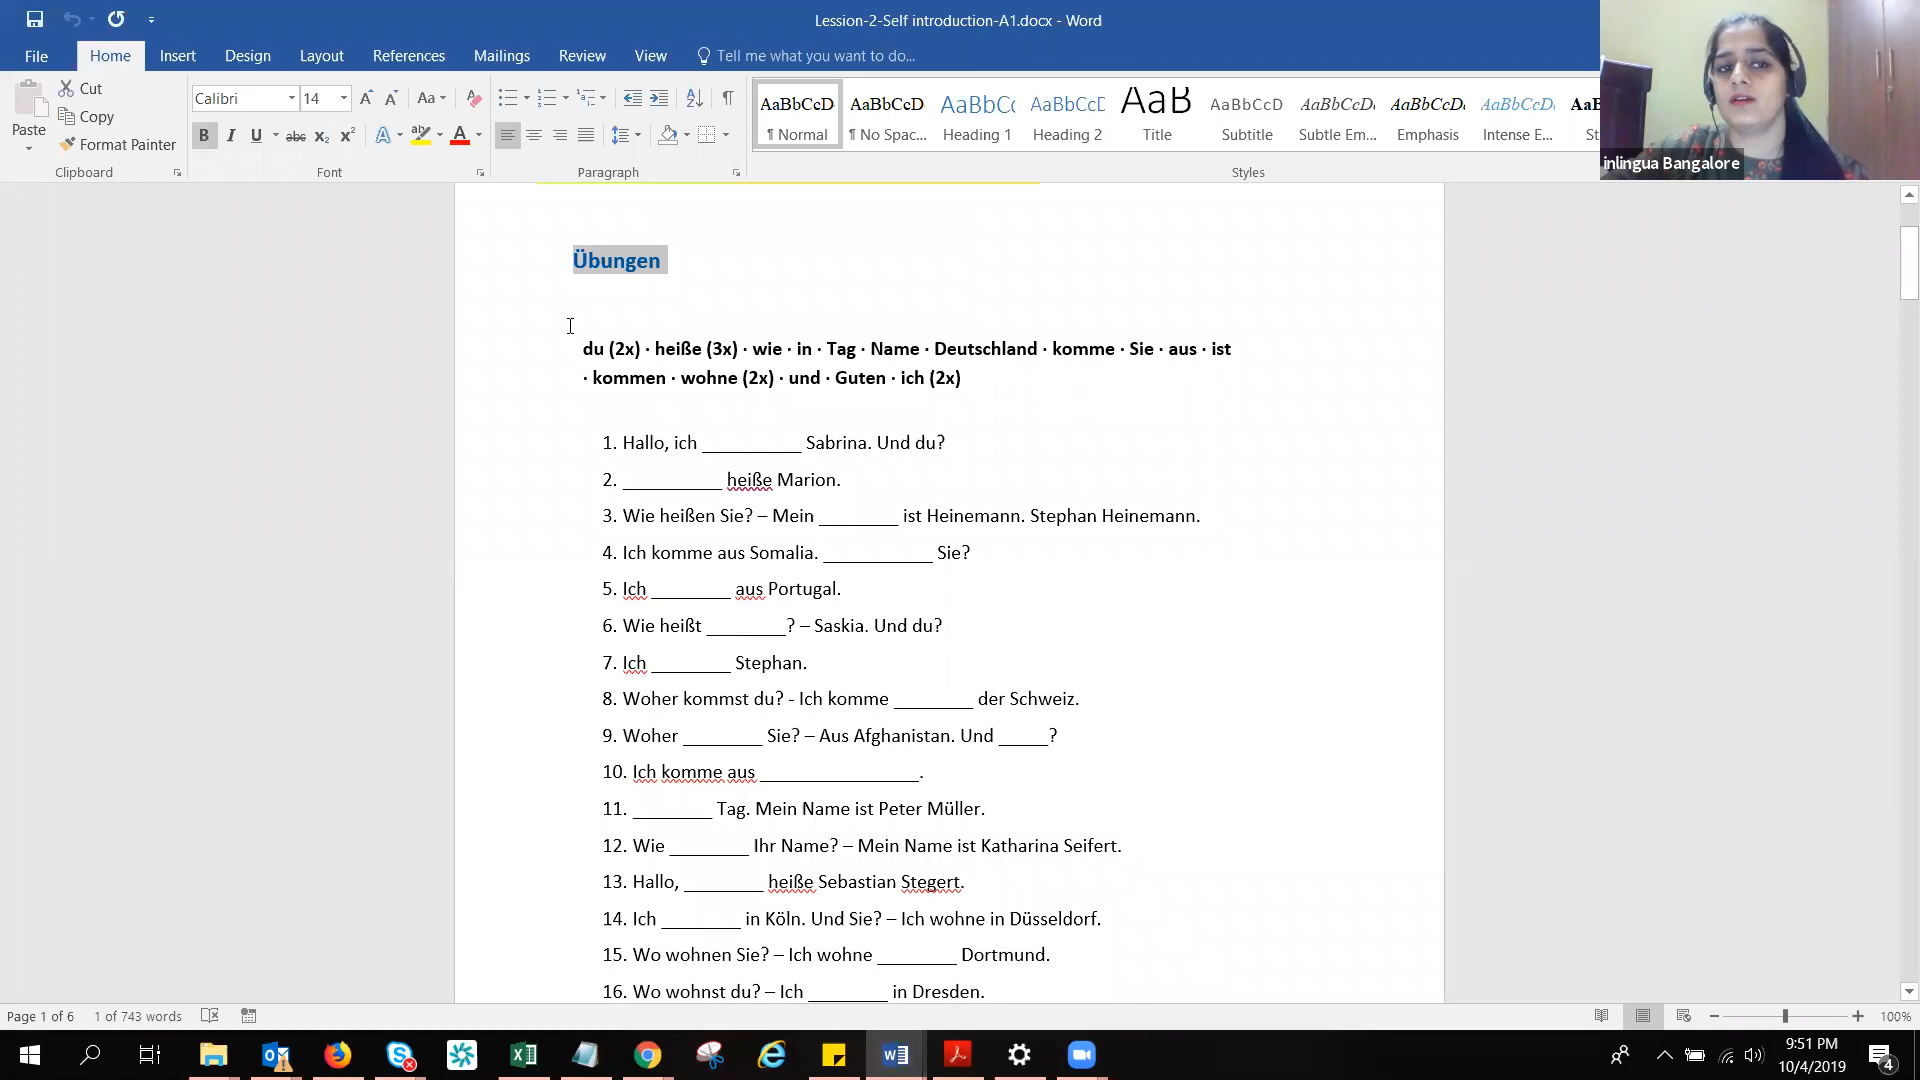 Lession-2-Self introduction-A1.docx - Word
File Home Insert Design Layout References Mailings Review View Tell me what you want to do...
Paste
Cut
Copy
Format Painter
Clipboard
Calibri 14
Font
Paragraph
AaBbCcD AaBbCcD AaBbC AaBbCcD AaB AaBbCcD AaBbCcD AaBbCcD AaBbCcD
¶ Normal ¶ No Spac... Heading 1 Heading 2 Title Subtitle Subtle Em... Emphasis Intense E...
Styles
inlingua Bangalore
Übungen
du (2x) · heiße (3x) · wie · in · Tag · Name · Deutschland · komme · Sie · aus · ist
· kommen · wohne (2x) · und · Guten · ich (2x)
1. Hallo, ich __________ Sabrina. Und du?
2. __________ heiße Marion.
3. Wie heißen Sie? – Mein ________ ist Heinemann. Stephan Heinemann.
4. Ich komme aus Somalia. ___________ Sie?
5. Ich ________ aus Portugal.
6. Wie heißt ________? – Saskia. Und du?
7. Ich ________ Stephan.
8. Woher kommst du? - Ich komme ________ der Schweiz.
9. Woher ________ Sie? – Aus Afghanistan. Und _____?
10. Ich komme aus ________________.
11. ________ Tag. Mein Name ist Peter Müller.
12. Wie ________ Ihr Name? – Mein Name ist Katharina Seifert.
13. Hallo, ________ heiße Sebastian Stegert.
14. Ich ________ in Köln. Und Sie? – Ich wohne in Düsseldorf.
15. Wo wohnen Sie? – Ich wohne ________ Dortmund.
16. Wo wohnst du? – Ich ________ in Dresden.
Page 1 of 6 1 of 743 words 100%
9:51 PM
10/4/2019
4